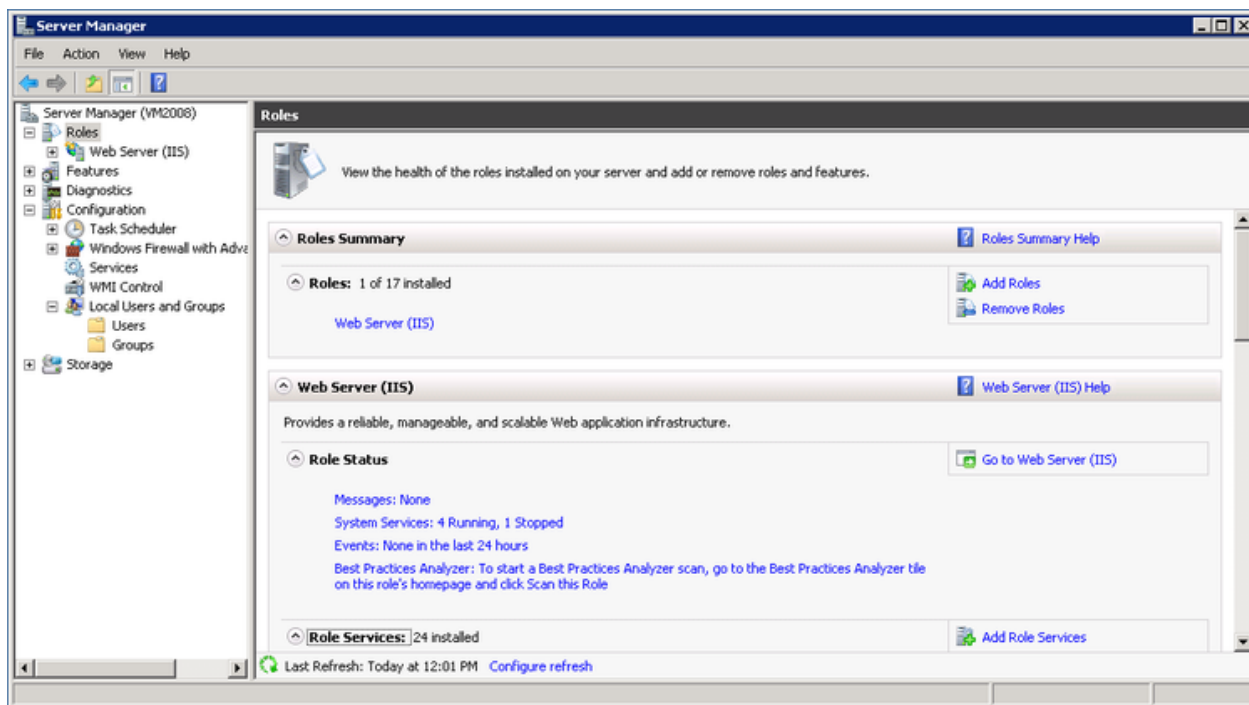 Server Manager
File Action View Help
Server Manager (VM2008)
Roles
Web Server (IIS)
Features
Diagnostics
Configuration
Task Scheduler
Windows Firewall with Adva
Services
WMI Control
Local Users and Groups
Users
Groups
Storage
Roles
View the health of the roles installed on your server and add or remove roles and features.
Roles Summary
Roles Summary Help
Roles: 1 of 17 installed
Add Roles
Remove Roles
Web Server (IIS)
Web Server (IIS)
Web Server (IIS) Help
Provides a reliable, manageable, and scalable Web application infrastructure.
Role Status
Go to Web Server (IIS)
Messages: None
System Services: 4 Running, 1 Stopped
Events: None in the last 24 hours
Best Practices Analyzer: To start a Best Practices Analyzer scan, go to the Best Practices Analyzer tile
on this role's homepage and click Scan this Role
Role Services: 24 installed
Add Role Services
Last Refresh: Today at 12:01 PM Configure refresh